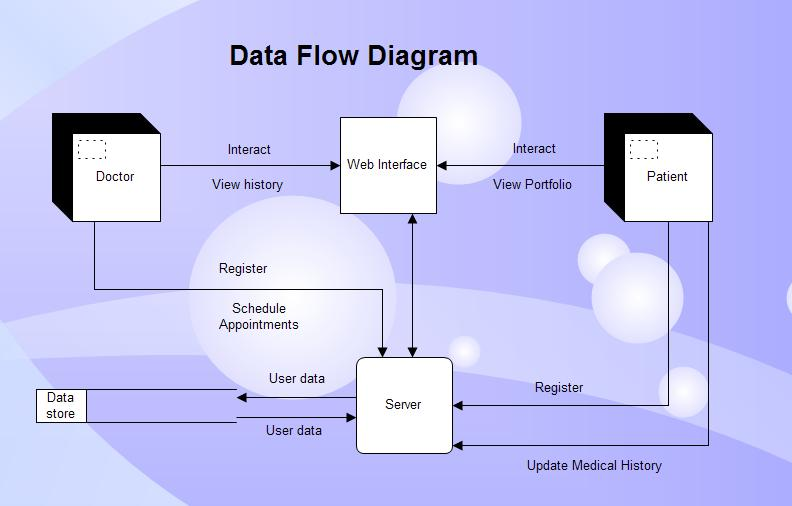 Data Flow Diagram
Interact
Interact
Doctor
Web Interface
Patient
View history
View Portfolio
Register
Schedule
Appointments
User data
Data
store
Server
Register
User data
Update Medical History